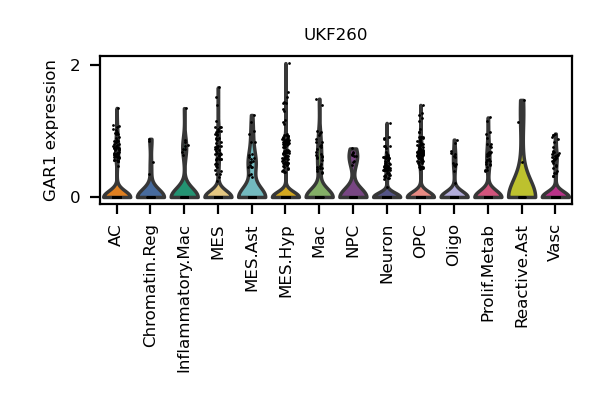 UKF260
GAR1 expression
2
0
AC
Chromatin.Reg
Inflammatory.Mac
MES
MES.Ast
MES.Hyp
Mac
NPC
Neuron
OPC
Oligo
Prolif.Metab
Reactive.Ast
Vasc